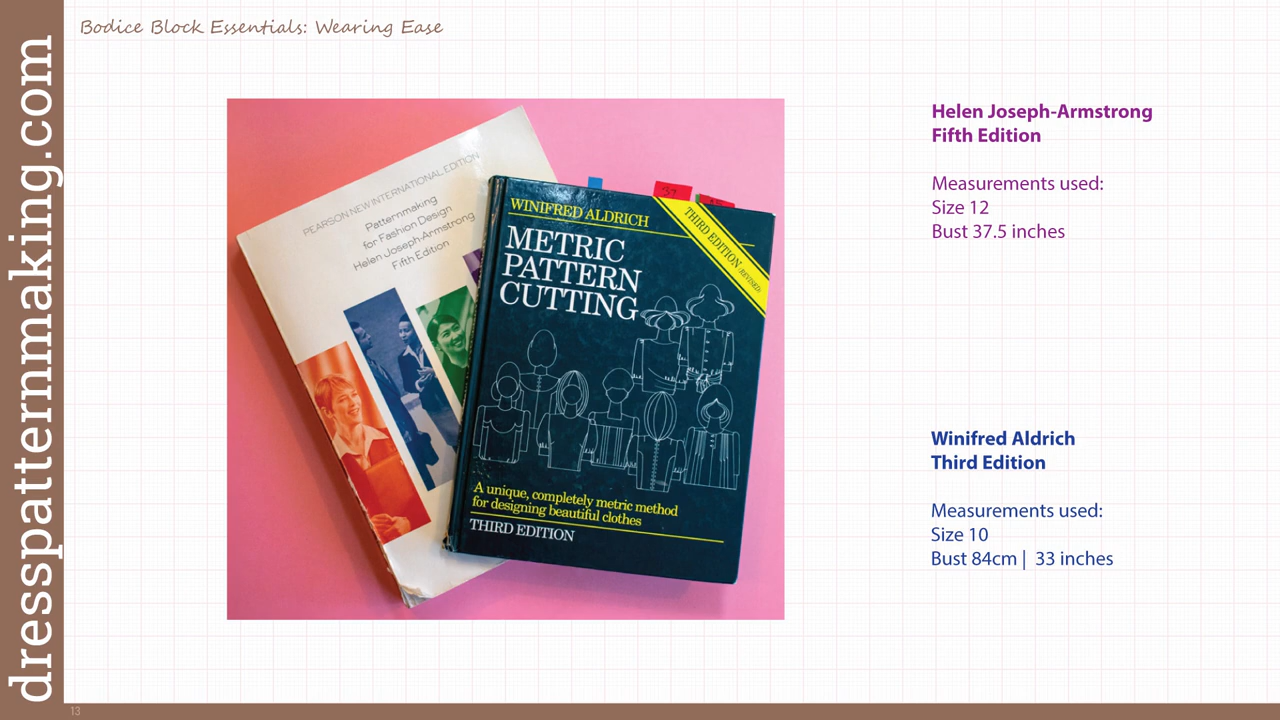 Bodice Block Essentials: Wearing Ease
dresspatternmaking.com
PEARSON NEW INTERNATIONAL EDITION
Patternmaking
for Fashion Design
Helen Joseph-Armstrong
Fifth Edition
WINIFRED ALDRICH
METRIC
PATTERN
CUTTING
THIRD EDITION (REVISED)
A unique, completely metric method
for designing beautiful clothes
THIRD EDITION
Helen Joseph-Armstrong
Fifth Edition
Measurements used:
Size 12
Bust 37.5 inches
Winifred Aldrich
Third Edition
Measurements used:
Size 10
Bust 84cm | 33 inches
13